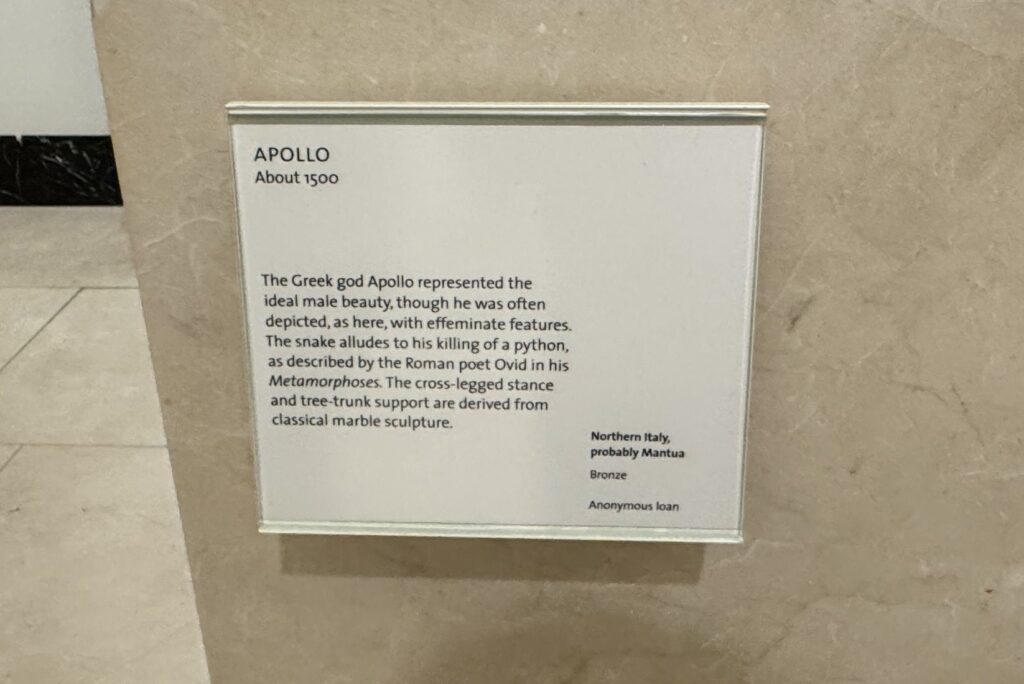 APOLLO
About 1500
The Greek god Apollo represented the
ideal male beauty, though he was often
depicted, as here, with effeminate features.
The snake alludes to his killing of a python,
as described by the Roman poet Ovid in his
Metamorphoses. The cross-legged stance
and tree-trunk support are derived from
classical marble sculpture.
Northern Italy,
probably Mantua
Bronze
Anonymous loan